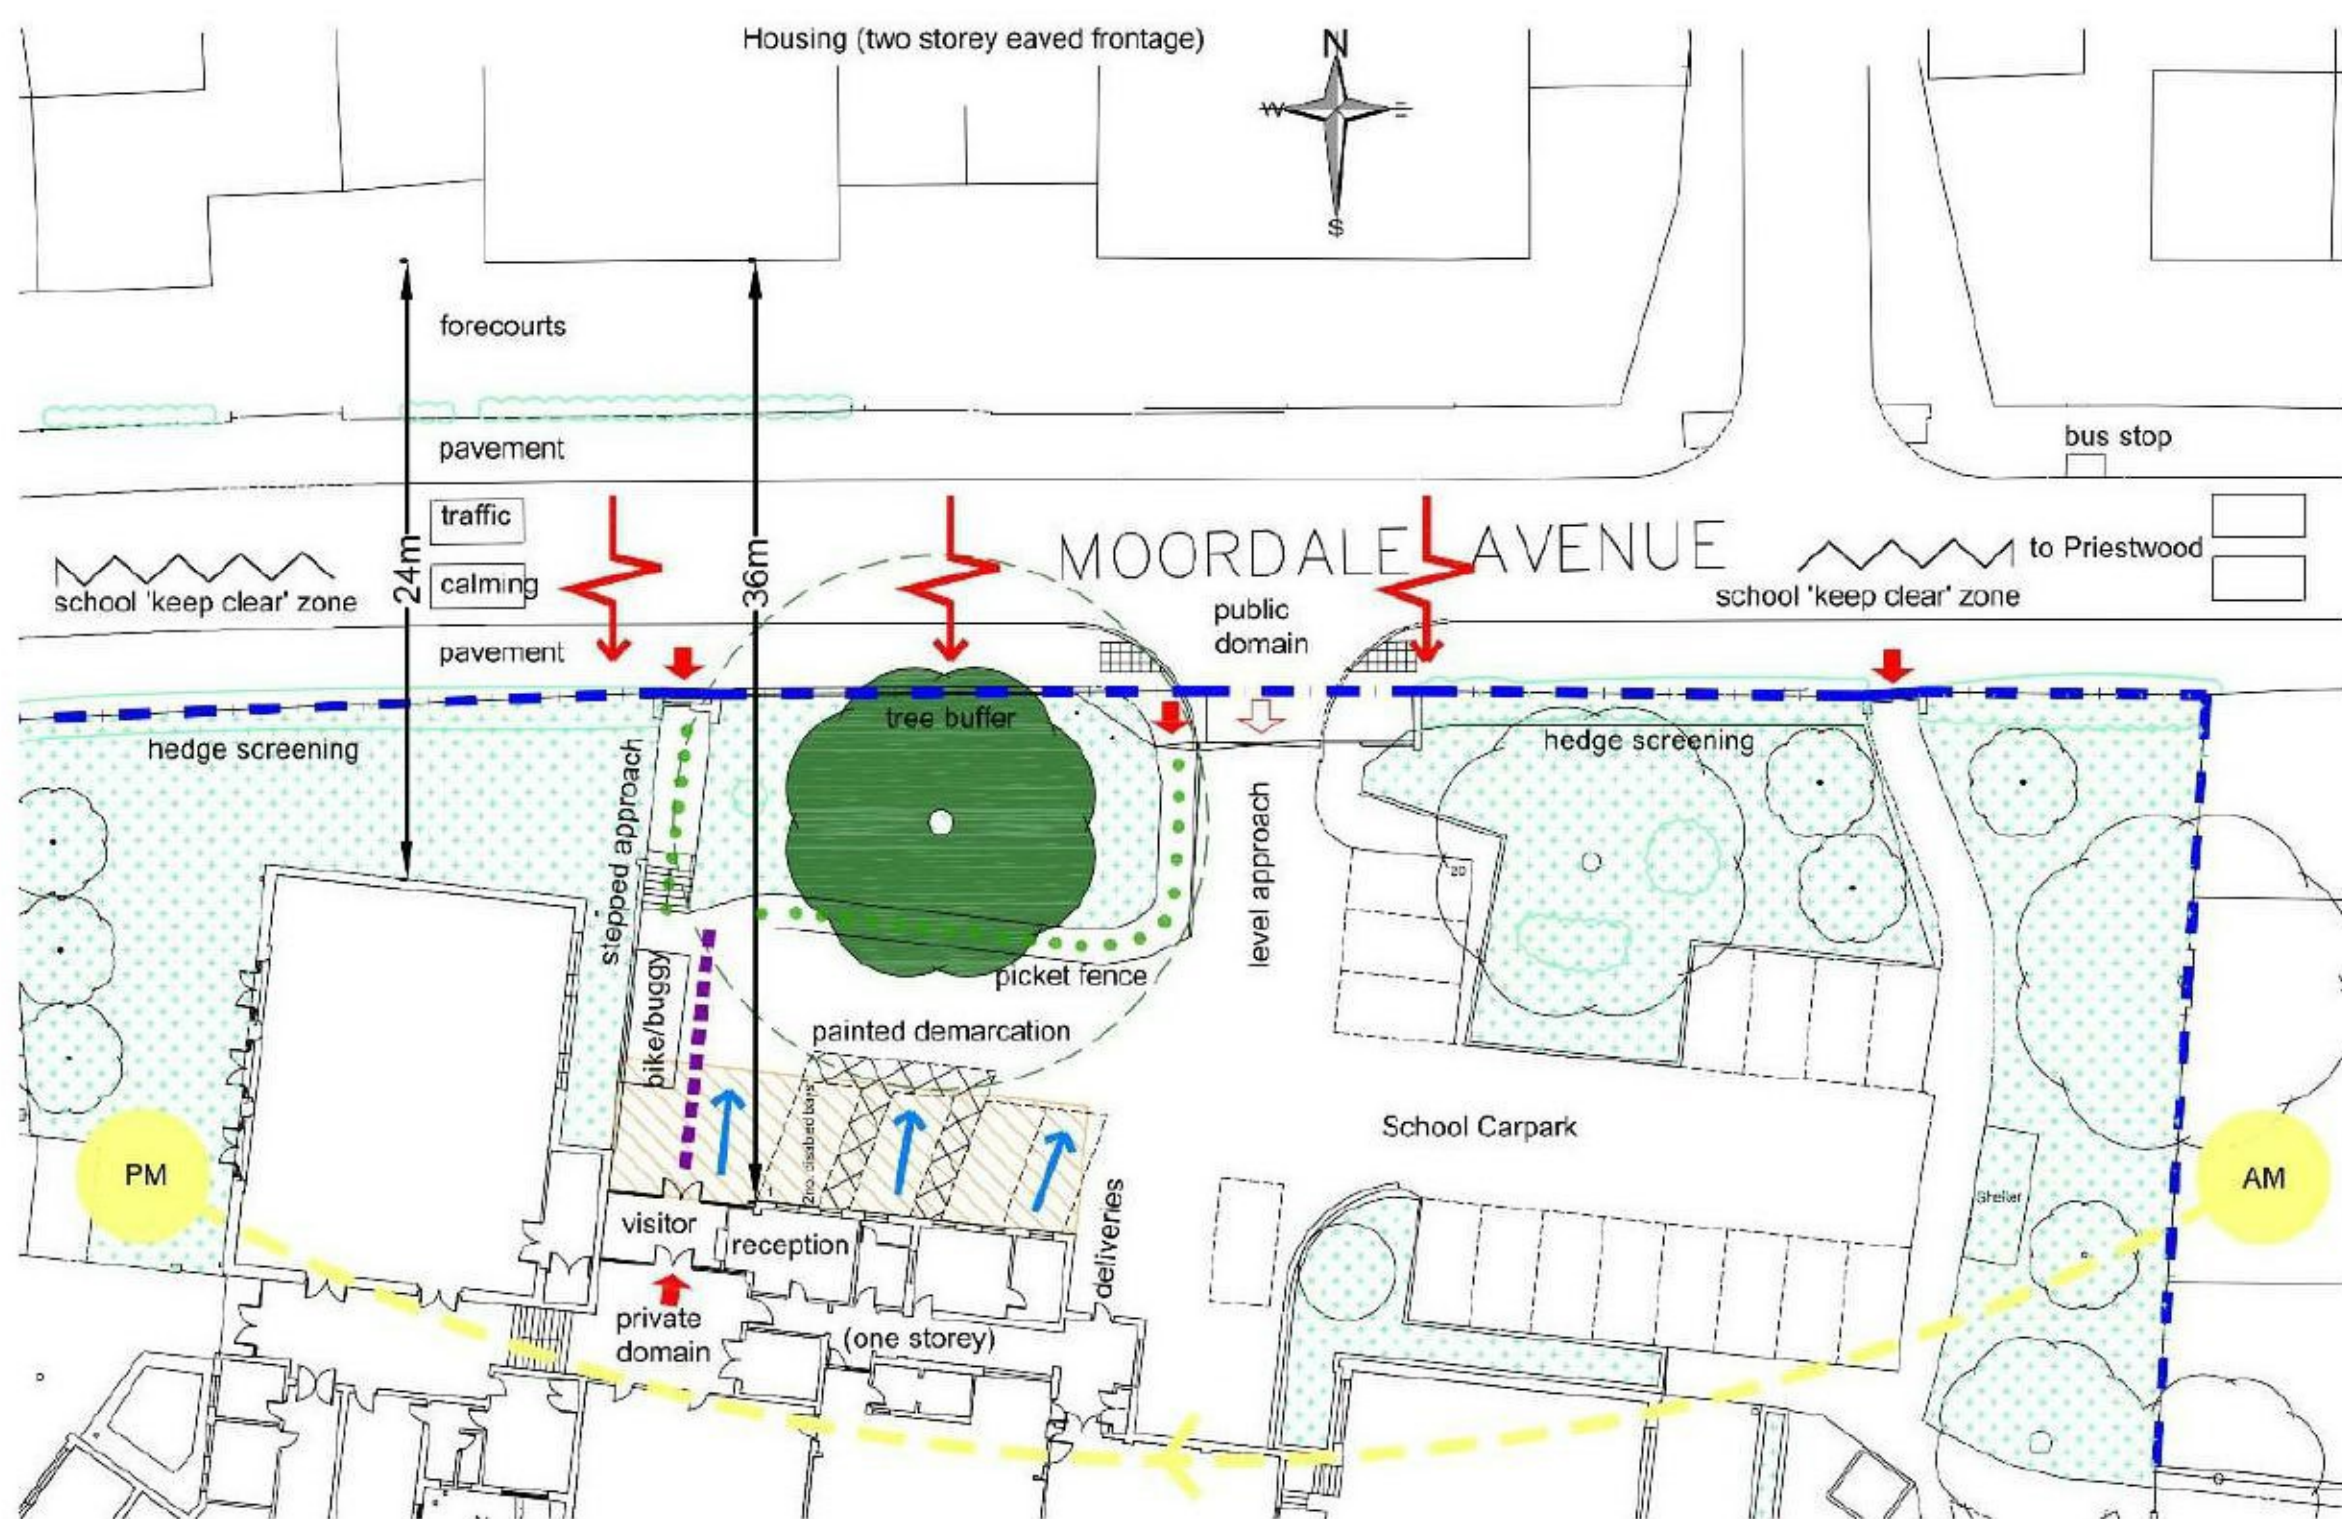 Housing (two storey eaved frontage)
N
W
E
S
forecourts
pavement
bus stop
traffic
calming
24m
36m
MOORDALE AVENUE
to Priestwood
school 'keep clear' zone
school 'keep clear' zone
public
domain
pavement
tree buffer
hedge screening
hedge screening
stepped approach
level approach
20
picket fence
bike/buggy
painted demarcation
2no. disabed bays
School Carpark
PM
AM
Shelter
deliveries
visitor
reception
private
domain
(one storey)